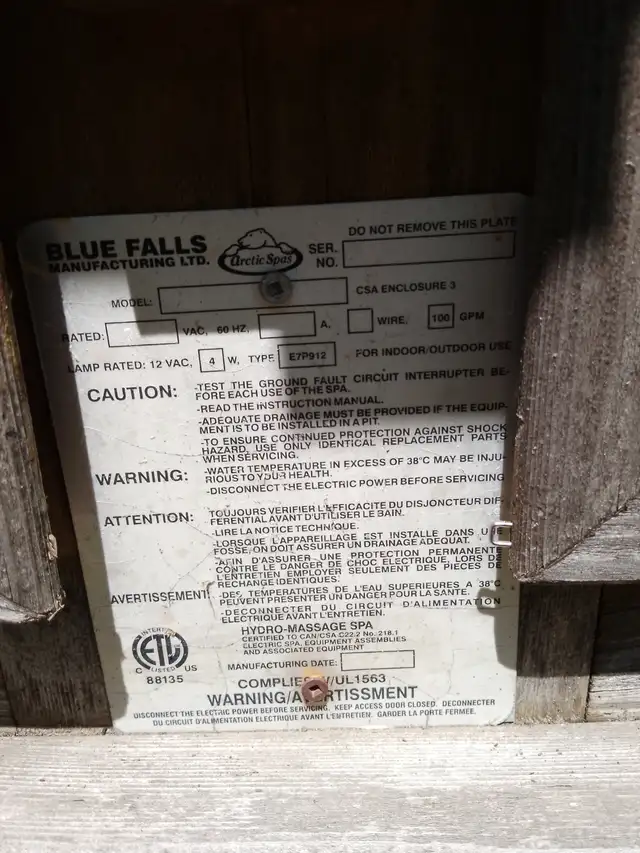 DO NOT REMOVE THIS PLATE
BLUE FALLS
MANUFACTURING LTD.
Arctic Spas
SER.
NO.
MODEL:
CSA ENCLOSURE 3
RATED: VAC, 60 HZ, A, WIRE, 100 GPM
LAMP RATED: 12 VAC, 4 W, TYPE E7P912 FOR INDOOR/OUTDOOR USE
CAUTION: -TEST THE GROUND FAULT CIRCUIT INTERRUPTER BE-
FORE EACH USE OF THE SPA.
-READ THE INSTRUCTION MANUAL.
-ADEQUATE DRAINAGE MUST BE PROVIDED IF THE EQUIP-
MENT IS TO BE INSTALLED IN A PIT.
-TO ENSURE CONTINUED PROTECTION AGAINST SHOCK
HAZARD, USE ONLY IDENTICAL REPLACEMENT PARTS
WHEN SERVICING.
WARNING: -WATER TEMPERATURE IN EXCESS OF 38°C MAY BE INJU-
RIOUS TO YOUR HEALTH.
-DISCONNECT THE ELECTRIC POWER BEFORE SERVICING
ATTENTION: -TOUJOURS VERIFIER L'EFFICACITE DU DISJONCTEUR DIF-
FERENTIAL AVANT D'UTILISER LE BAIN.
-LIRE LA NOTICE TECHNIQUE.
-LORSQUE L'APPAREILLAGE EST INSTALLE DANS
FOSSE, ON DOIT ASSURER UN DRAINAGE ADEQUAT.
-AFIN D'ASSURER UNE PROTECTION PERMANENTE
CONTRE LE DANGER DE CHOC ELECTRIQUE, LORS DE
L'ENTRETIEN EMPLOYER SEULEMENT DES PIECES DE
RECHANGE IDENTIQUES.
AVERTISSEMENT: -DES TEMPERATURES DE L'EAU SUPERIEURES A 38°C
PEUVENT PRESENTER UN DANGER POUR LA SANTE.
-DECONNECTER DU CIRCUIT D'ALIMENTATION
ELECTRIQUE AVANT L'ENTRETIEN.
INTERTEK
ETL
C LISTED US
88135
HYDRO-MASSAGE SPA
CERTIFIED TO CAN/CSA C22.2 No. 218.1
ELECTRIC SPA, EQUIPMENT ASSEMBLIES
AND ASSOCIATED EQUIPMENT
MANUFACTURING DATE:
COMPLIES W/UL1563
WARNING/AVERTISSMENT
DISCONNECT THE ELECTRIC POWER BEFORE SERVICING. KEEP ACCESS DOOR CLOSED. DECONNECTER
DU CIRCUIT D'ALIMENTATION ELECTRIQUE AVANT L'ENTRETIEN. GARDER LA PORTE FERMEE.